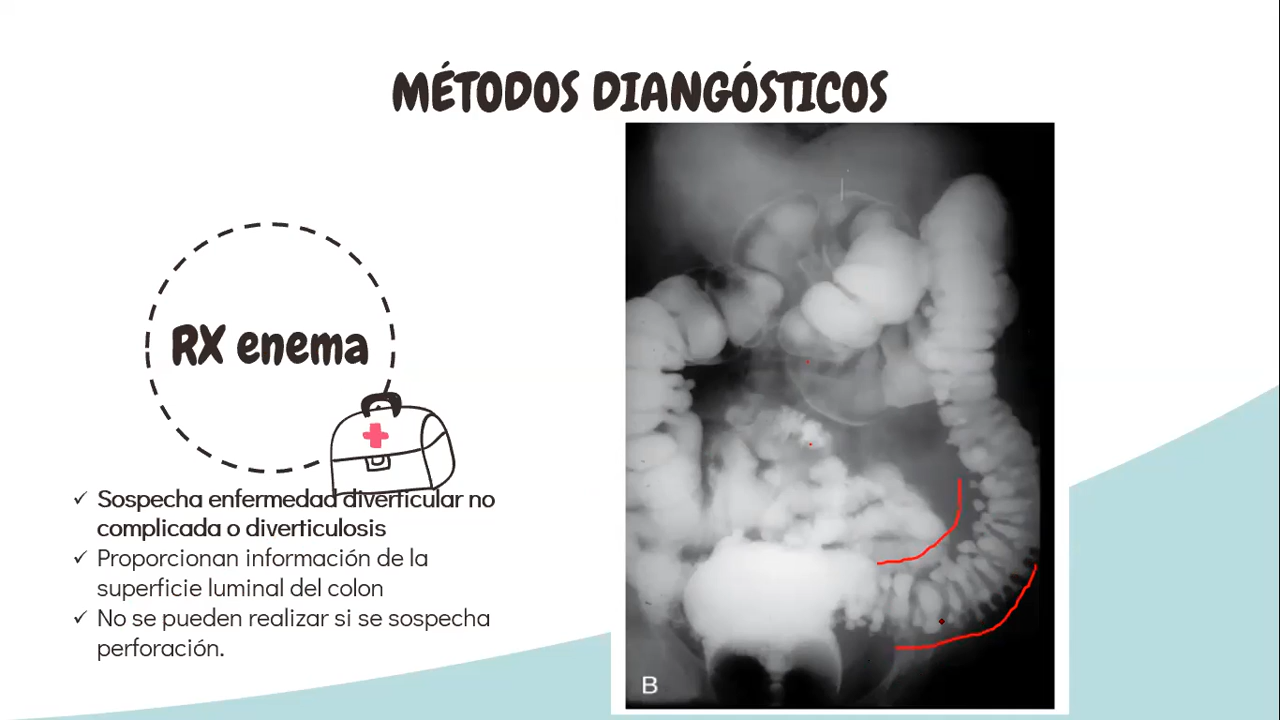 MÉTODOS DIANGÓSTICOS
RX enema
✓ Sospecha enfermedad diverticular no
complicada o diverticulosis
✓ Proporcionan información de la
superficie luminal del colon
✓ No se pueden realizar si se sospecha
perforación.
B